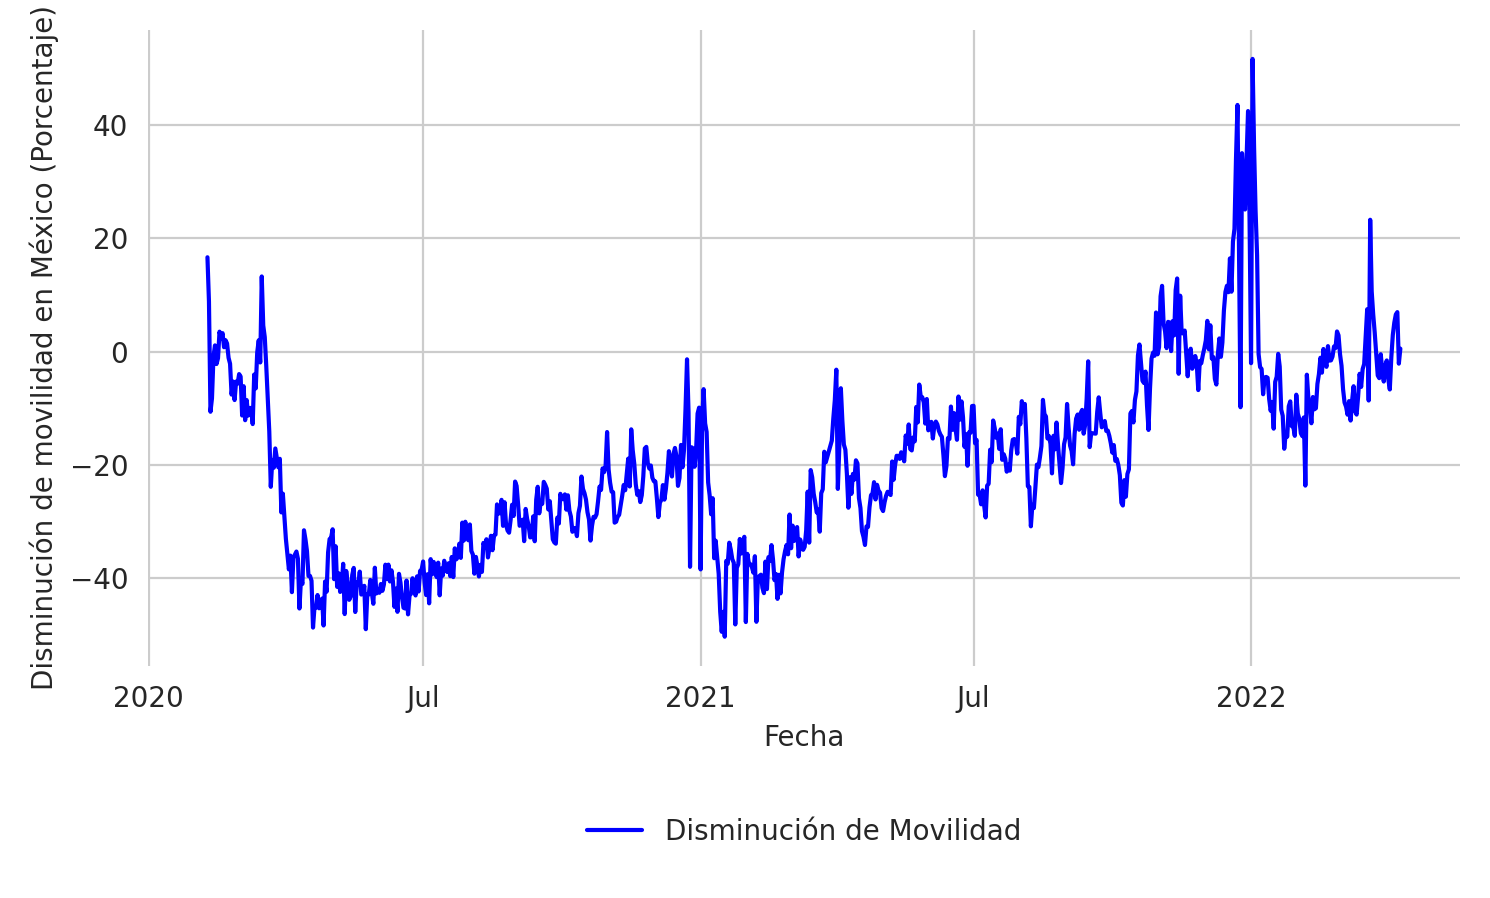 Disminución de movilidad en México (Porcentaje)
40
20
0
−20
−40
2020
Jul
2021
Jul
2022
Fecha
Disminución de Movilidad